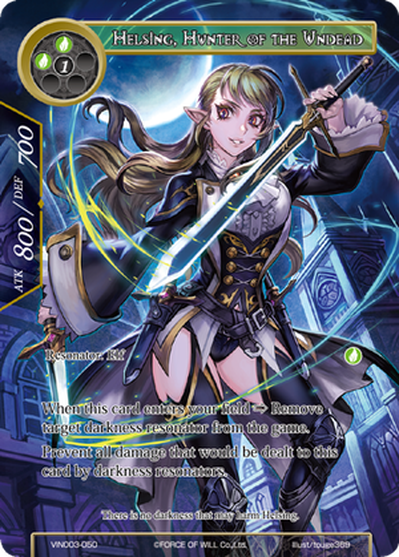 Helsing, Hunter of the Undead
1
ATK 800 / DEF 700
Resonator: Elf
When this card enters your field ⇨ Remove
target darkness resonator from the game.
Prevent all damage that would be dealt to this
card by darkness resonators.
There is no darkness that may harm Helsing.
VIN003-050 ©FORCE OF WILL Co.,Ltd. Illust/touge369